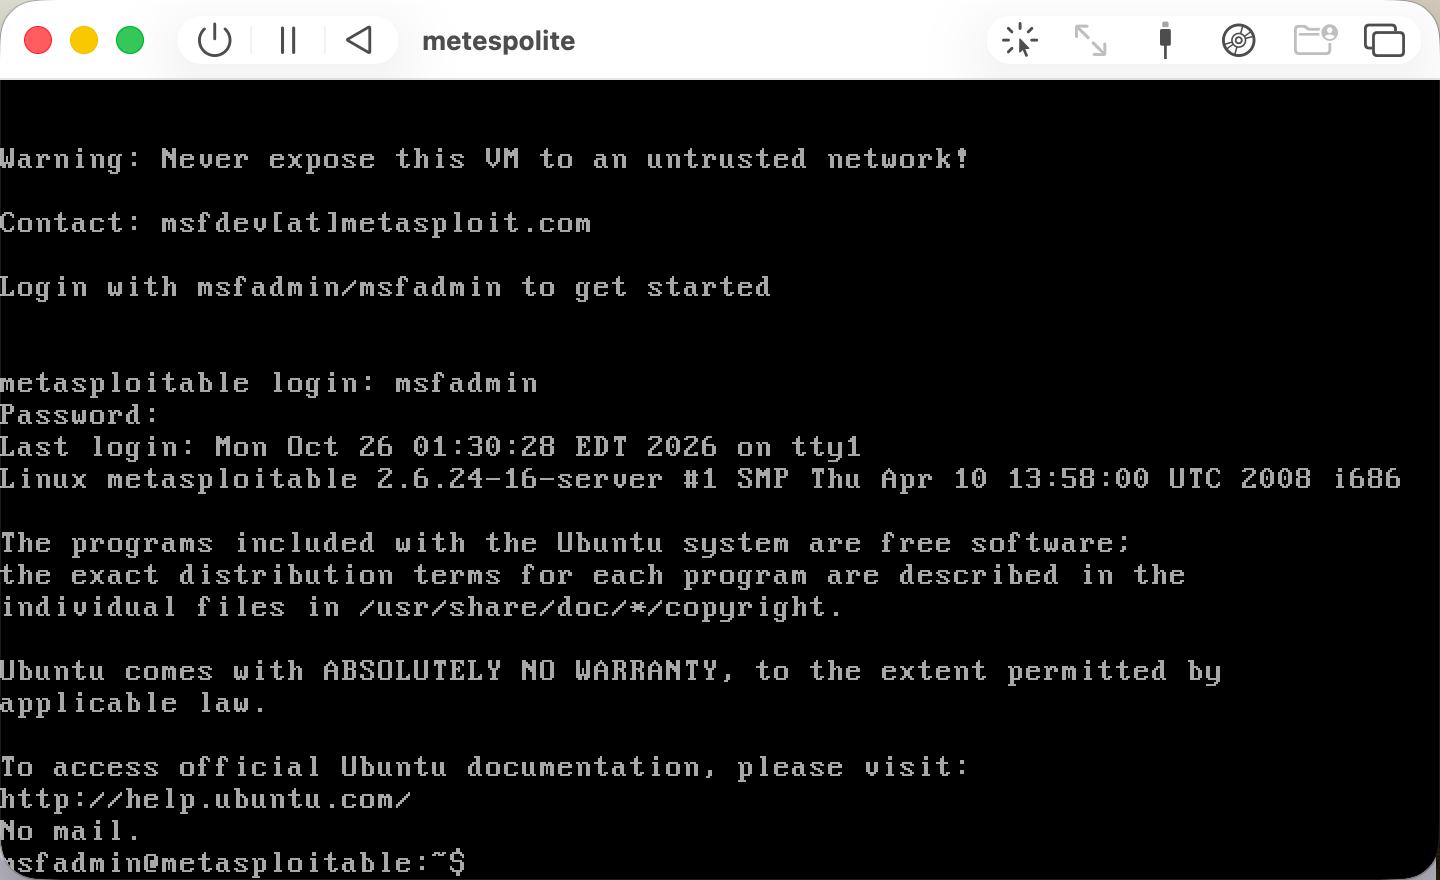 metespolite
Warning: Never expose this VM to an untrusted network!
Contact: msfdev[at]metasploit.com
Login with msfadmin/msfadmin to get started
metasploitable login: msfadmin
Password:
Last login: Mon Oct 26 01:30:28 EDT 2026 on tty1
Linux metasploitable 2.6.24-16-server #1 SMP Thu Apr 10 13:58:00 UTC 2008 i686
The programs included with the Ubuntu system are free software;
the exact distribution terms for each program are described in the
individual files in /usr/share/doc/*/copyright.
Ubuntu comes with ABSOLUTELY NO WARRANTY, to the extent permitted by
applicable law.
To access official Ubuntu documentation, please visit:
http://help.ubuntu.com/
No mail.
msfadmin@metasploitable:~$